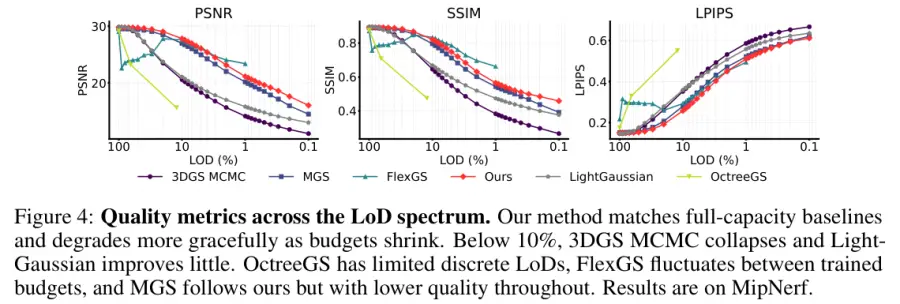 PSNR SSIM LPIPS
30
20
PSNR
100 10 1 0.1
LOD (%)
0.8
0.6
0.4
SSIM
100 10 1 0.1
LOD (%)
0.6
0.4
0.2
LPIPS
100 10 1 0.1
LOD (%)
3DGS MCMC MGS FlexGS Ours LightGaussian OctreeGS
Figure 4: Quality metrics across the LoD spectrum. Our method matches full-capacity baselines
and degrades more gracefully as budgets shrink. Below 10%, 3DGS MCMC collapses and Light-
Gaussian improves little. OctreeGS has limited discrete LoDs, FlexGS fluctuates between trained
budgets, and MGS follows ours but with lower quality throughout. Results are on MipNerf.